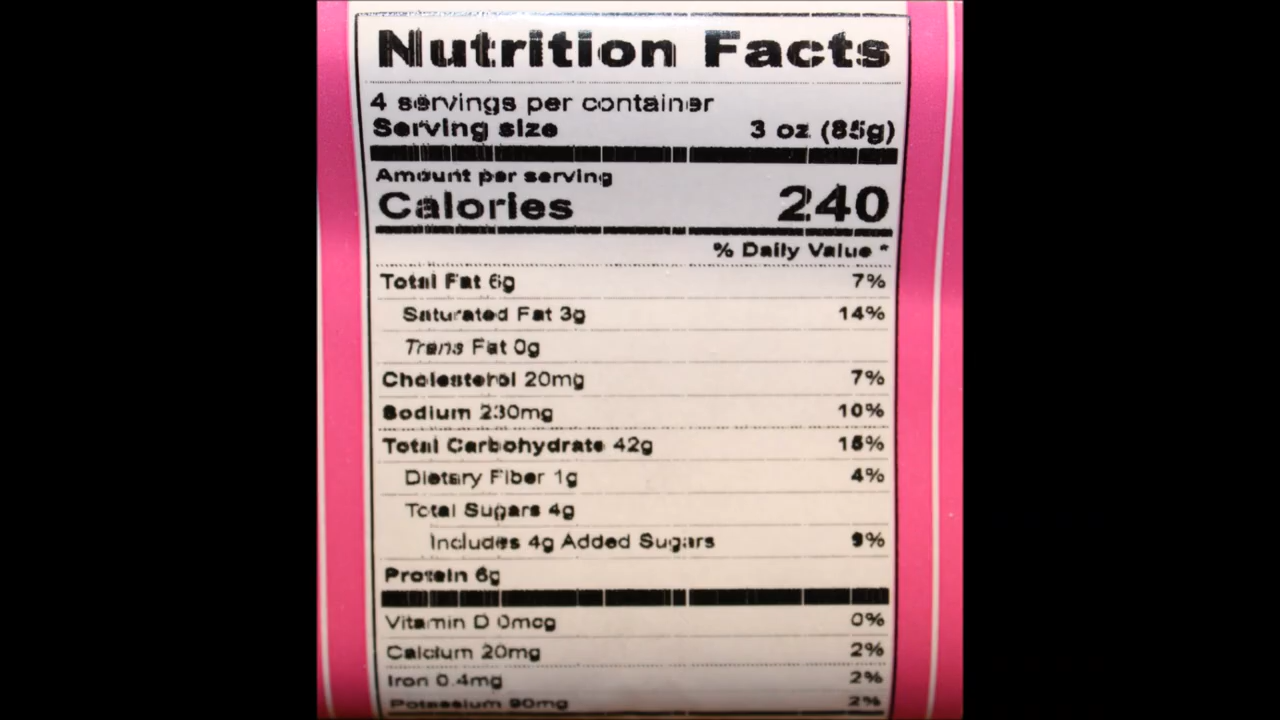 Nutrition Facts
4 servings per container
Serving size 3 oz (85g)
Amount per serving
Calories 240
% Daily Value *
Total Fat 6g 7%
Saturated Fat 3g 14%
Trans Fat 0g
Cholesterol 20mg 7%
Sodium 230mg 10%
Total Carbohydrate 42g 15%
Dietary Fiber 1g 4%
Total Sugars 4g
Includes 4g Added Sugars 9%
Protein 6g
Vitamin D 0mcg 0%
Calcium 20mg 2%
Iron 0.4mg 2%
Potassium 90mg 2%